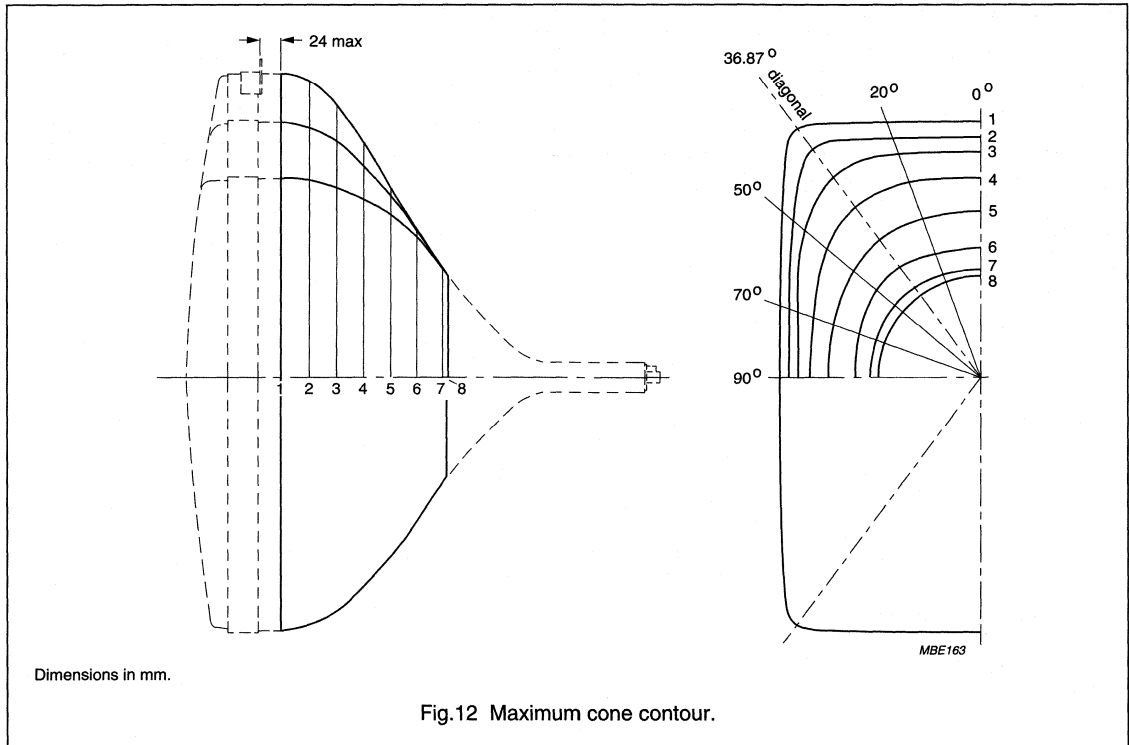 24 max
1 2 3 4 5 6 7 8
36.87°
diagonal
20°
0°
1
2
3
4
50°
5
6
7
8
70°
90°
MBE163
Dimensions in mm.
Fig.12 Maximum cone contour.